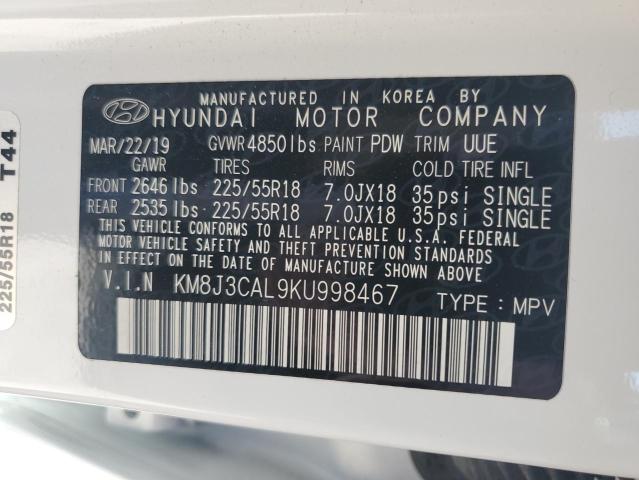 MANUFACTURED IN KOREA BY
HYUNDAI MOTOR COMPANY
MAR/22/19 GVWR 4850lbs PAINT PDW TRIM UUE
GAWR TIRES RIMS COLD TIRE INFL
FRONT 2646 lbs 225/55R18 7.0JX18 35psi SINGLE
REAR 2535 lbs 225/55R18 7.0JX18 35psi SINGLE
THIS VEHICLE CONFORMS TO ALL APPLICABLE U.S.A. FEDERAL
MOTOR VEHICLE SAFETY AND THEFT PREVENTION STANDARDS
IN EFFECT ON THE DATE OF MANUFACTURE SHOWN ABOVE.
V.I.N KM8J3CAL9KU998467 TYPE : MPV
225/55R18 T44